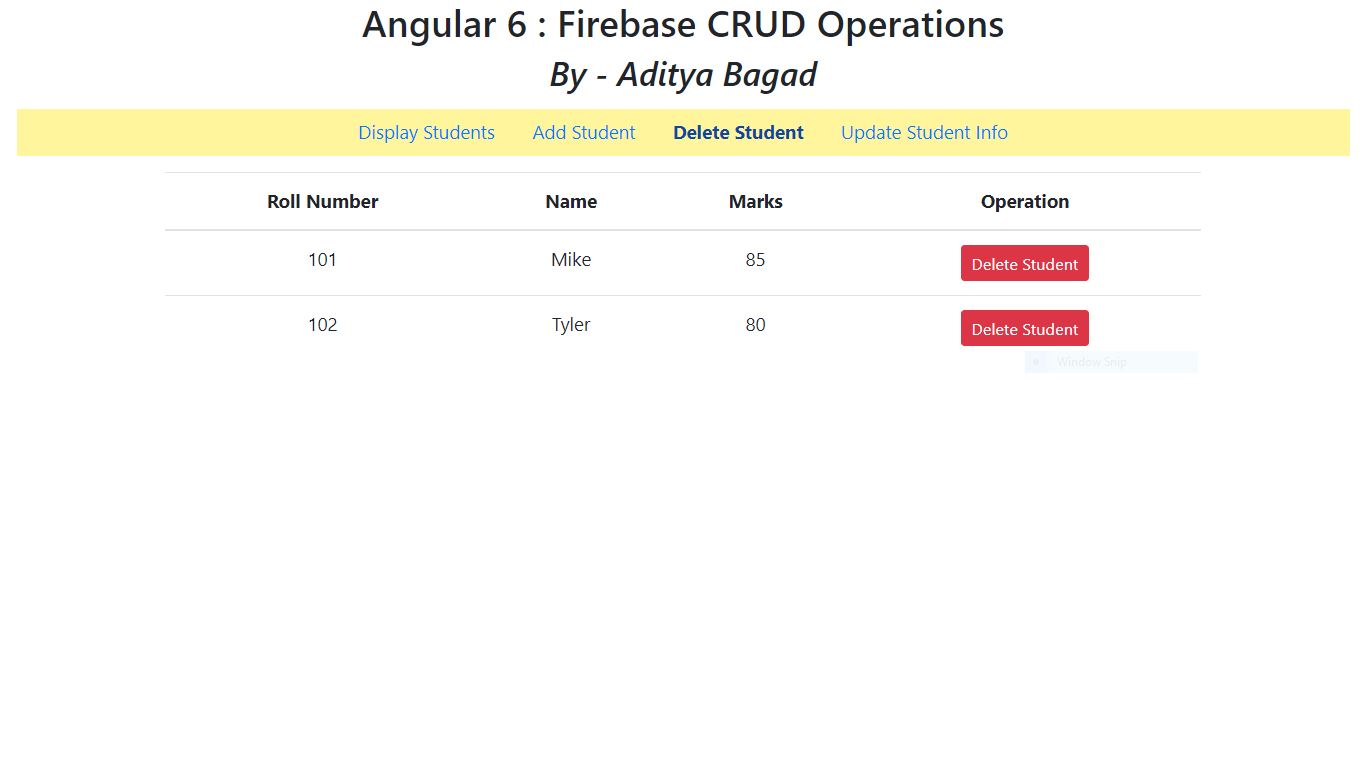 Angular 6 : Firebase CRUD Operations
By - Aditya Bagad
Display Students Add Student Delete Student Update Student Info
Roll Number Name Marks Operation
101 Mike 85 Delete Student
102 Tyler 80 Delete Student
Window Snip